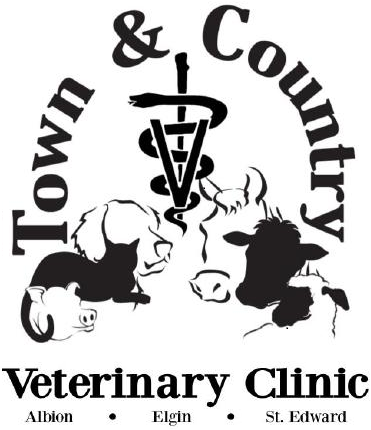 Town & Country
V
Veterinary Clinic
Albion • Elgin • St. Edward